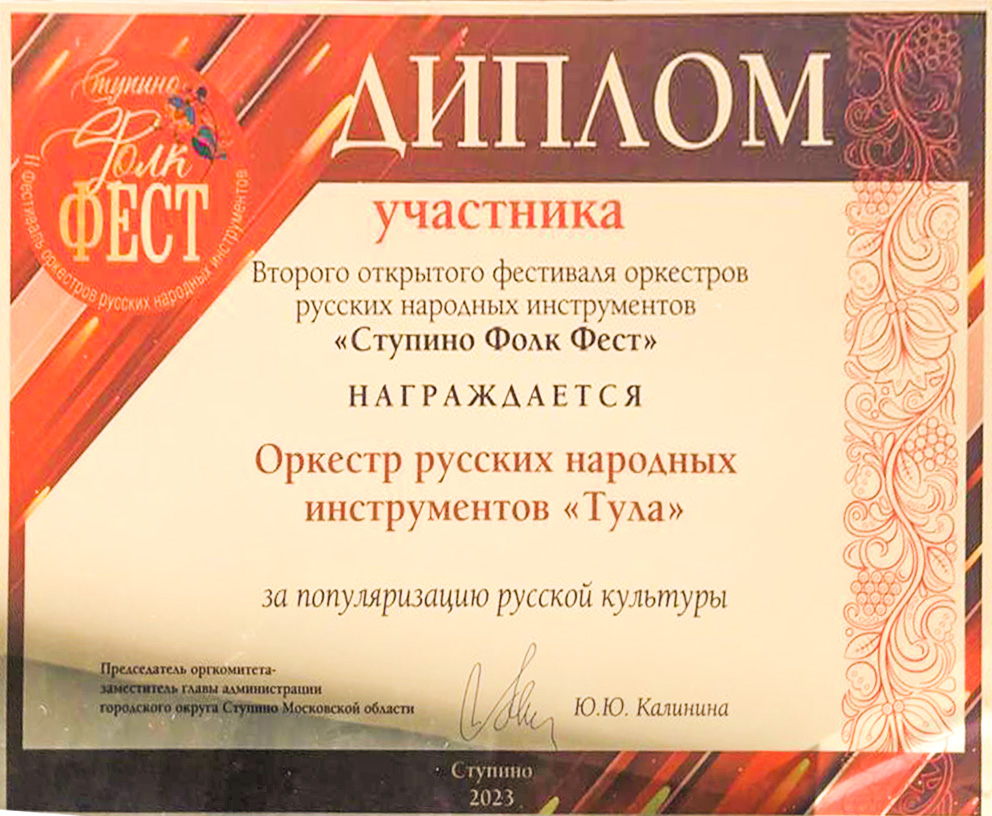 Ступино
Фолк
ФЕСТ
II Фестиваль оркестров русских народных инструментов
ДИПЛОМ
участника
Второго открытого фестиваля оркестров
русских народных инструментов
«Ступино Фолк Фест»
НАГРАЖДАЕТСЯ
Оркестр русских народных
инструментов «Тула»
за популяризацию русской культуры
Председатель оргкомитета-
заместитель главы администрации
городского округа Ступино Московской области
Ю.Ю. Калинина
Ступино
2023